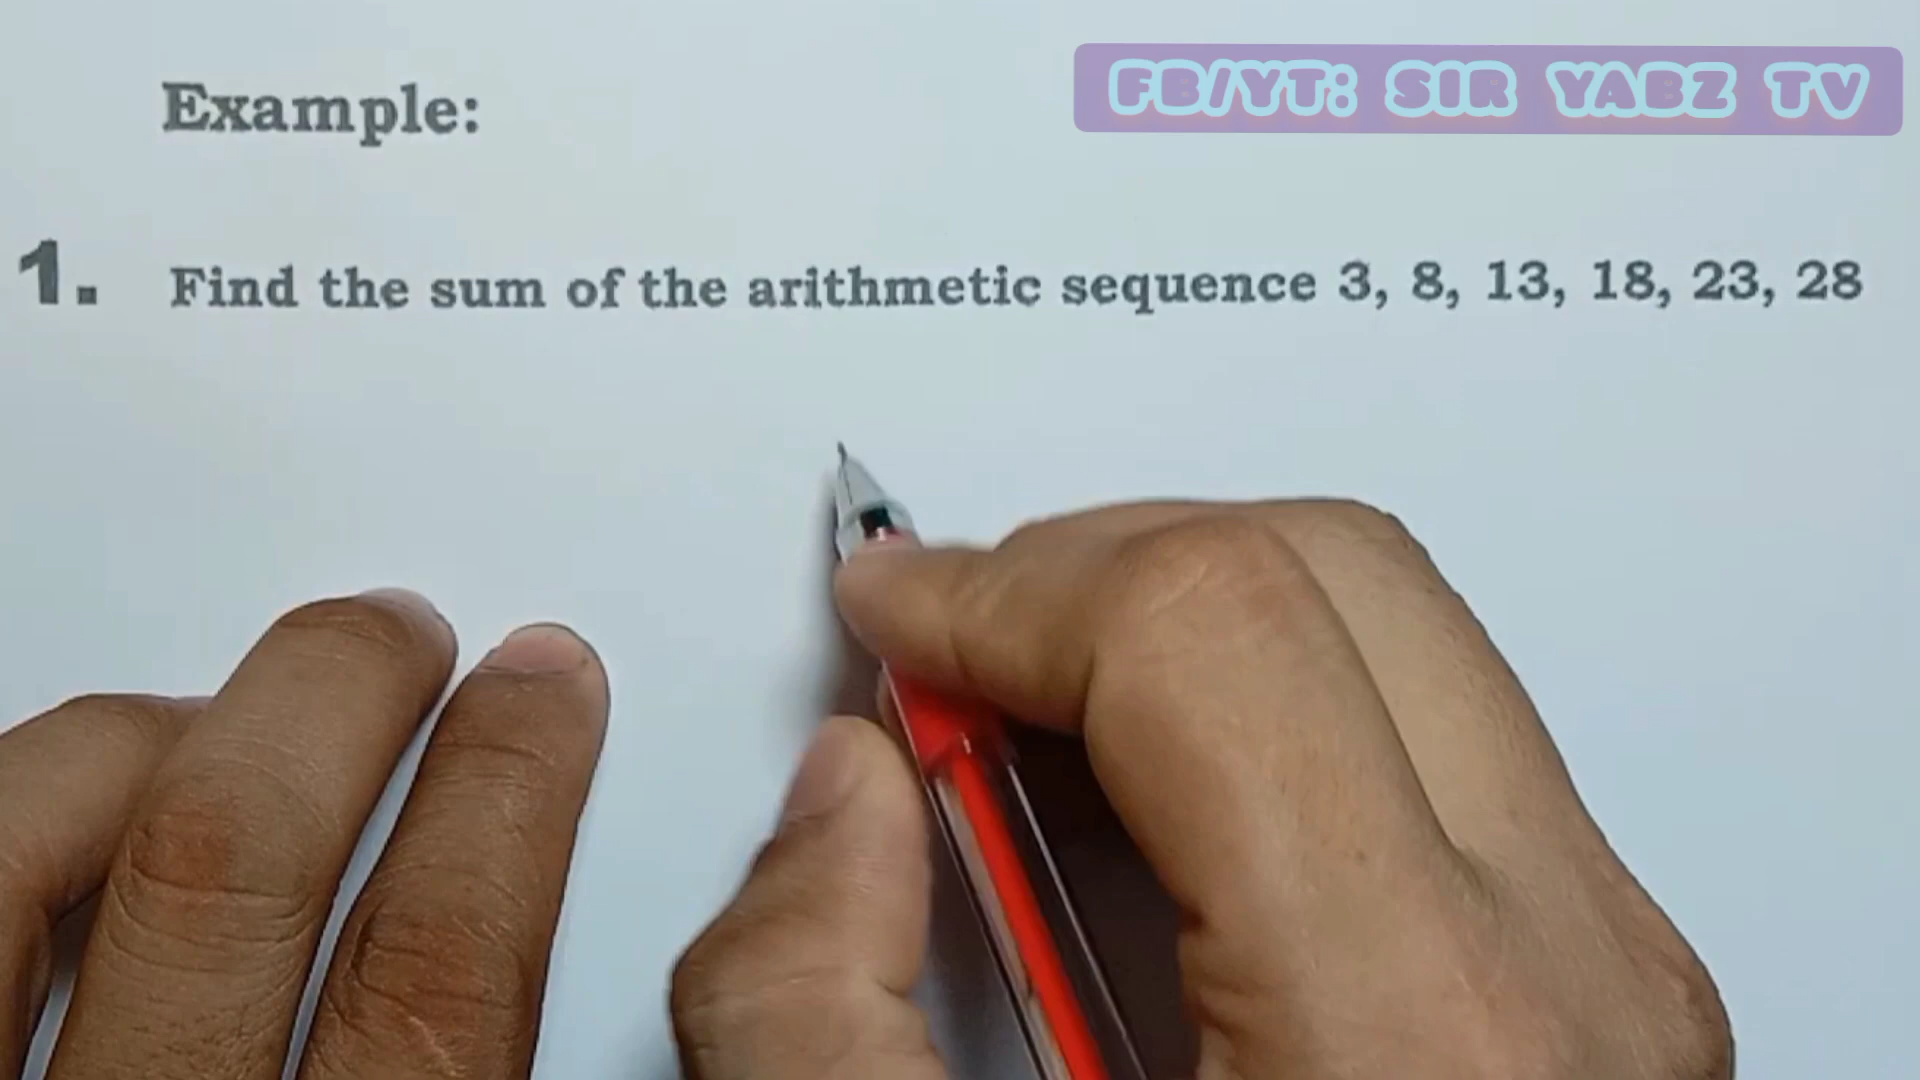 FB/YT: SIR YABZ TV
Example:
1. Find the sum of the arithmetic sequence 3, 8, 13, 18, 23, 28